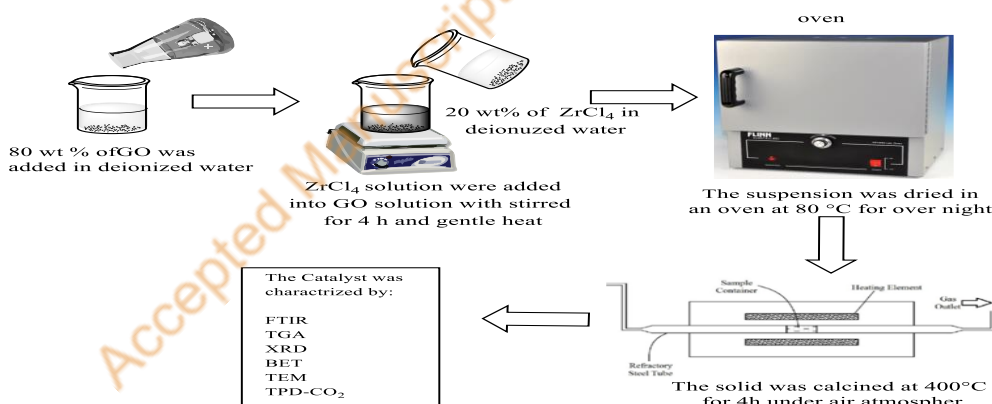 oven
80 wt % ofGO was
added in deionized water
20 wt% of ZrCl₄ in
deionuzed water
ZrCl₄ solution were added
into GO solution with stirred
for 4 h and gentle heat
FLINN
The suspension was dried in
an oven at 80 °C for over night
Sample
Container
Heating Element
Gas
Outlet
Refractory
Steel Tube
The solid was calcined at 400°C
for 4h under air atmospher
The Catalyst was
charactrized by:
FTIR
TGA
XRD
BET
TEM
TPD-CO₂
Accepted Manuscript